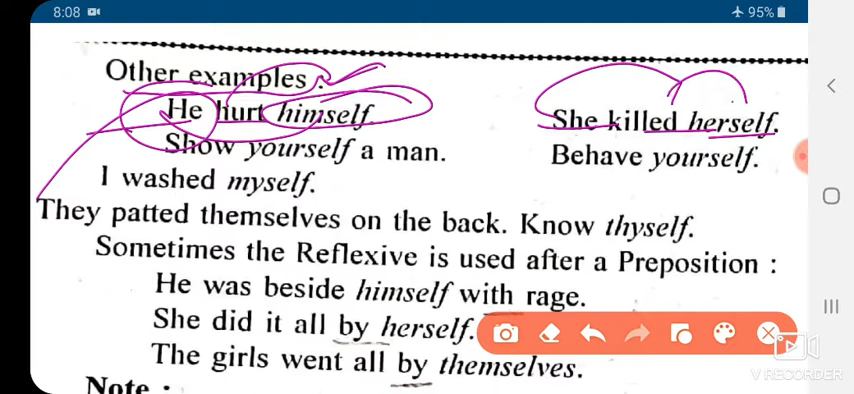 8:08
95%
Other examples :
He hurt himself.
She killed herself.
Show yourself a man.
Behave yourself.
I washed myself.
They patted themselves on the back. Know thyself.
Sometimes the Reflexive is used after a Preposition :
He was beside himself with rage.
She did it all by herself.
The girls went all by themselves.
Note :
V RECORDER